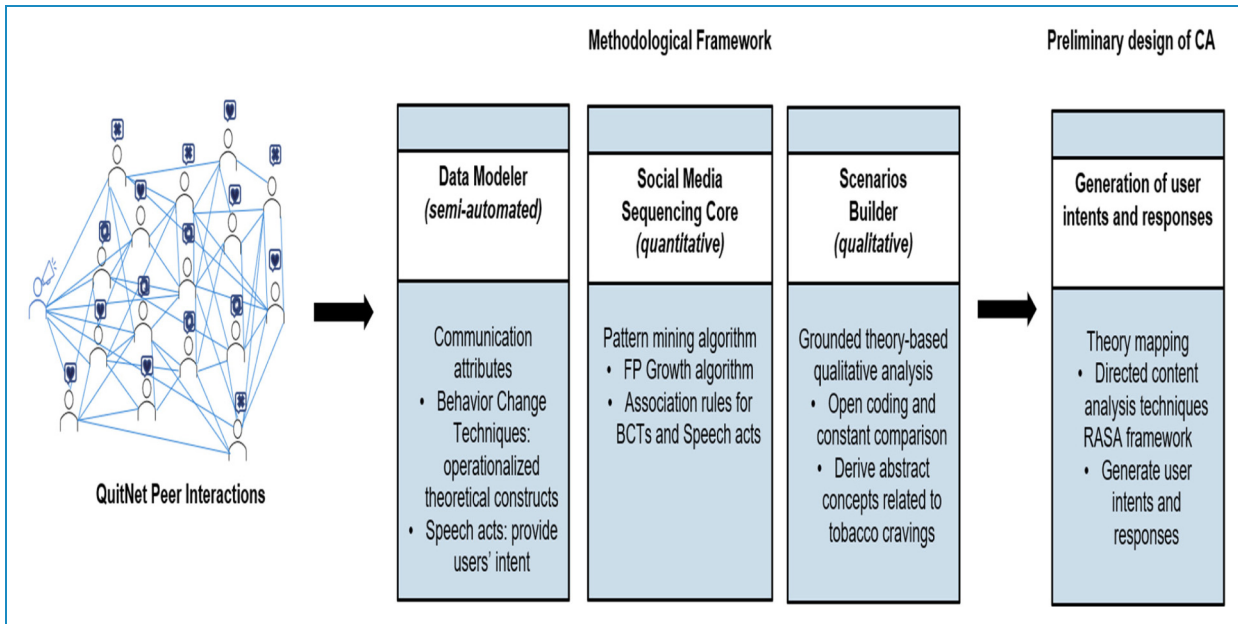 Methodological Framework
Preliminary design of CA
QuitNet Peer Interactions
Data Modeler
(semi-automated)
Communication
attributes
• Behavior Change
Techniques:
operationalized
theoretical constructs
• Speech acts: provide
users' intent
Social Media
Sequencing Core
(quantitative)
Pattern mining algorithm
• FP Growth algorithm
• Association rules for
BCTs and Speech acts
Scenarios
Builder
(qualitative)
Grounded theory-based
qualitative analysis
• Open coding and
constant comparison
• Derive abstract
concepts related to
tobacco cravings
Generation of user
intents and responses
Theory mapping
• Directed content
analysis techniques
RASA framework
• Generate user
intents and
responses